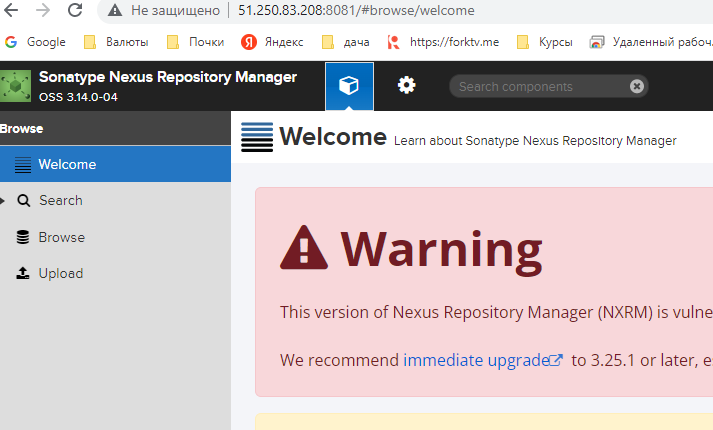 Не защищено | 51.250.83.208:8081/#browse/welcome
Google Валюты Почки Яндекс дача https://forktv.me Курсы Удаленный рабоч
Sonatype Nexus Repository Manager
OSS 3.14.0-04
Search components
Browse
Welcome
Search
Browse
Upload
Welcome Learn about Sonatype Nexus Repository Manager
Warning
This version of Nexus Repository Manager (NXRM) is vulne
We recommend immediate upgrade to 3.25.1 or later, es